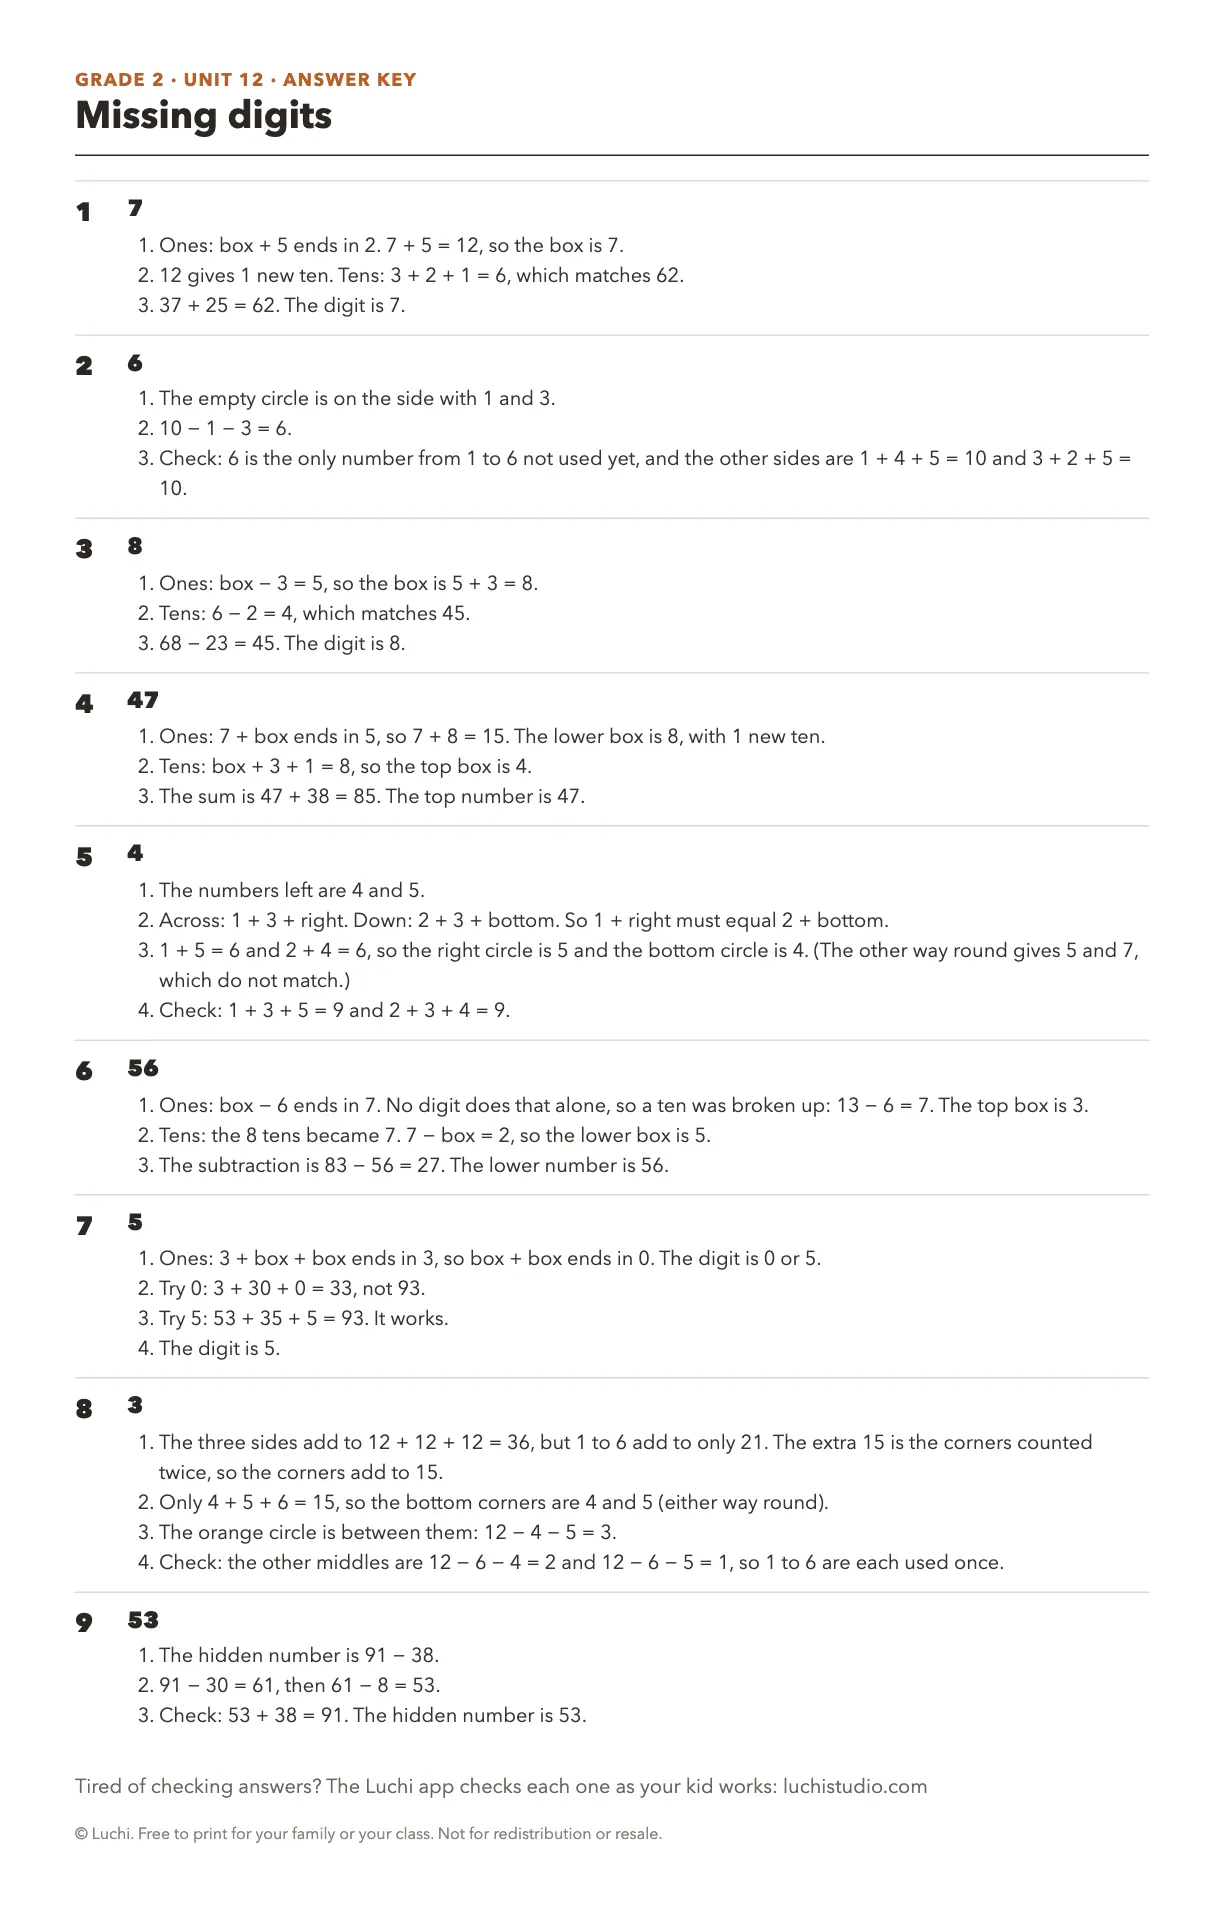 GRADE 2 · UNIT 12 · ANSWER KEY
Missing digits
1 7
1. Ones: box + 5 ends in 2. 7 + 5 = 12, so the box is 7.
2. 12 gives 1 new ten. Tens: 3 + 2 + 1 = 6, which matches 62.
3. 37 + 25 = 62. The digit is 7.
2 6
1. The empty circle is on the side with 1 and 3.
2. 10 − 1 − 3 = 6.
3. Check: 6 is the only number from 1 to 6 not used yet, and the other sides are 1 + 4 + 5 = 10 and 3 + 2 + 5 =
10.
3 8
1. Ones: box − 3 = 5, so the box is 5 + 3 = 8.
2. Tens: 6 − 2 = 4, which matches 45.
3. 68 − 23 = 45. The digit is 8.
4 47
1. Ones: 7 + box ends in 5, so 7 + 8 = 15. The lower box is 8, with 1 new ten.
2. Tens: box + 3 + 1 = 8, so the top box is 4.
3. The sum is 47 + 38 = 85. The top number is 47.
5 4
1. The numbers left are 4 and 5.
2. Across: 1 + 3 + right. Down: 2 + 3 + bottom. So 1 + right must equal 2 + bottom.
3. 1 + 5 = 6 and 2 + 4 = 6, so the right circle is 5 and the bottom circle is 4. (The other way round gives 5 and 7,
which do not match.)
4. Check: 1 + 3 + 5 = 9 and 2 + 3 + 4 = 9.
6 56
1. Ones: box − 6 ends in 7. No digit does that alone, so a ten was broken up: 13 − 6 = 7. The top box is 3.
2. Tens: the 8 tens became 7. 7 − box = 2, so the lower box is 5.
3. The subtraction is 83 − 56 = 27. The lower number is 56.
7 5
1. Ones: 3 + box + box ends in 3, so box + box ends in 0. The digit is 0 or 5.
2. Try 0: 3 + 30 + 0 = 33, not 93.
3. Try 5: 53 + 35 + 5 = 93. It works.
4. The digit is 5.
8 3
1. The three sides add to 12 + 12 + 12 = 36, but 1 to 6 add to only 21. The extra 15 is the corners counted
twice, so the corners add to 15.
2. Only 4 + 5 + 6 = 15, so the bottom corners are 4 and 5 (either way round).
3. The orange circle is between them: 12 − 4 − 5 = 3.
4. Check: the other middles are 12 − 6 − 4 = 2 and 12 − 6 − 5 = 1, so 1 to 6 are each used once.
9 53
1. The hidden number is 91 − 38.
2. 91 − 30 = 61, then 61 − 8 = 53.
3. Check: 53 + 38 = 91. The hidden number is 53.
Tired of checking answers? The Luchi app checks each one as your kid works: luchistudio.com
© Luchi. Free to print for your family or your class. Not for redistribution or resale.